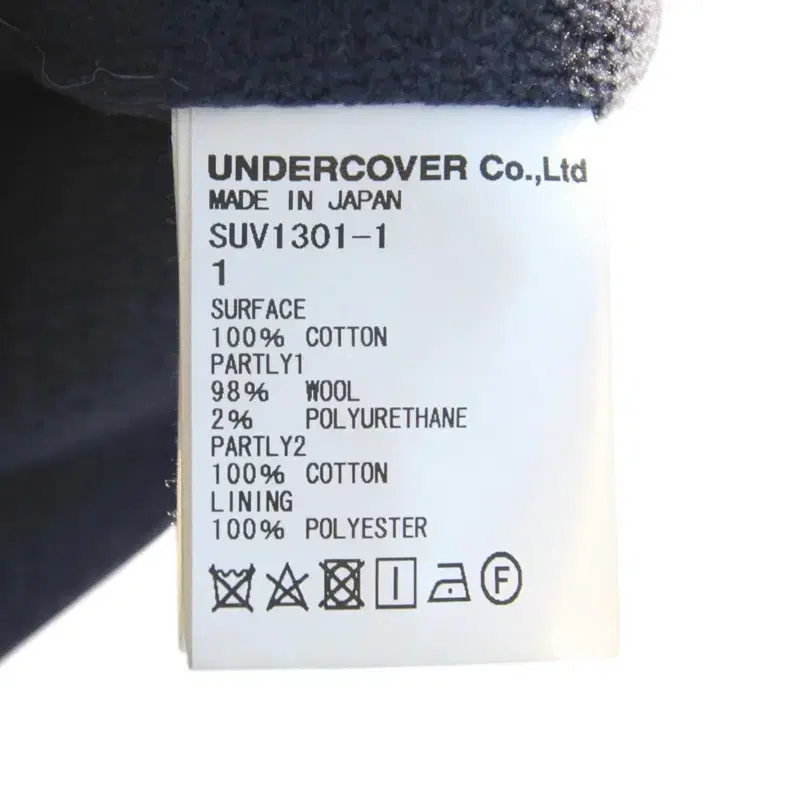 UNDERCOVER Co.,Ltd
MADE IN JAPAN
SUV1301-1
1
SURFACE
100% COTTON
PARTLY1
98% WOOL
2% POLYURETHANE
PARTLY2
100% COTTON
LINING
100% POLYESTER
F